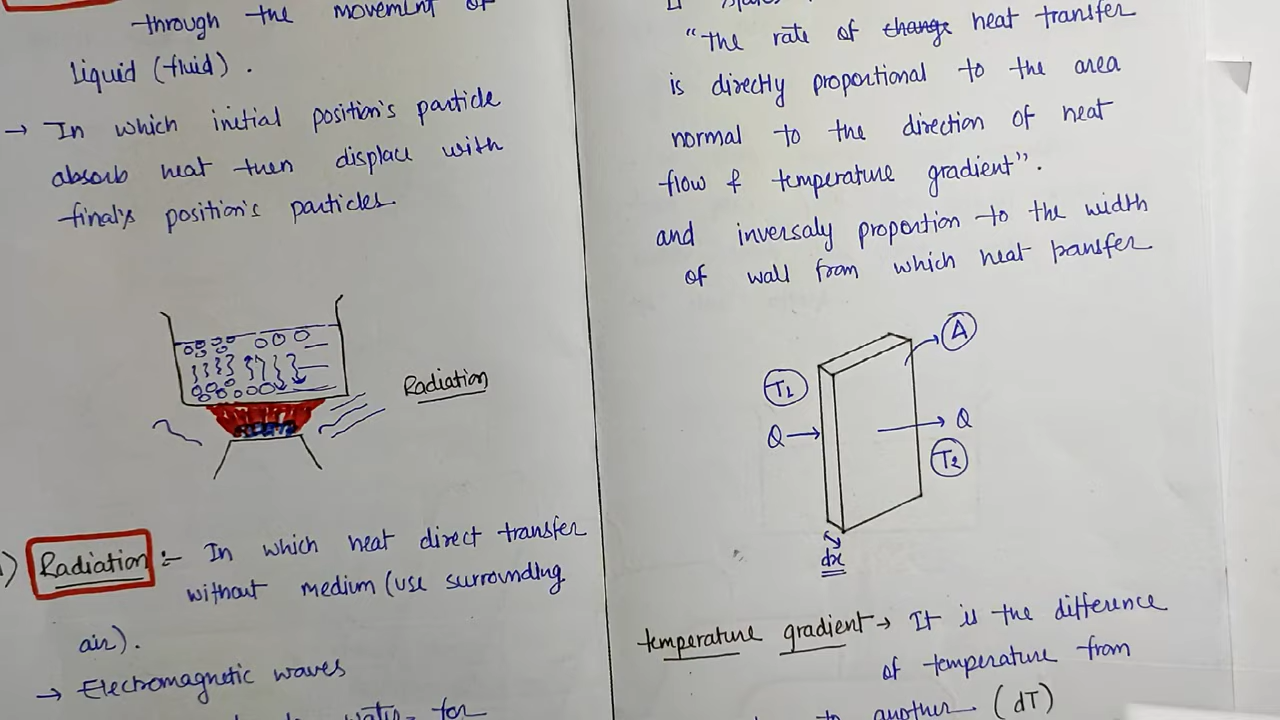 through the movement of
liquid (fluid).
→ In which initial position's particle
absorb heat then displace with
final's position's particles
Radiation
Radiation :- In which heat direct transfer
without medium (use surrounding
air).
→ Electromagnetic waves
for
"The rate of change heat transfer
is directly proportional to the area
normal to the direction of heat
flow & temperature gradient".
and inversaly proportion to the width
of wall from which heat transfer
A
T1
Q → → Q
T2
dx
temperature gradient → It is the difference
of temperature from
to another. (dT)